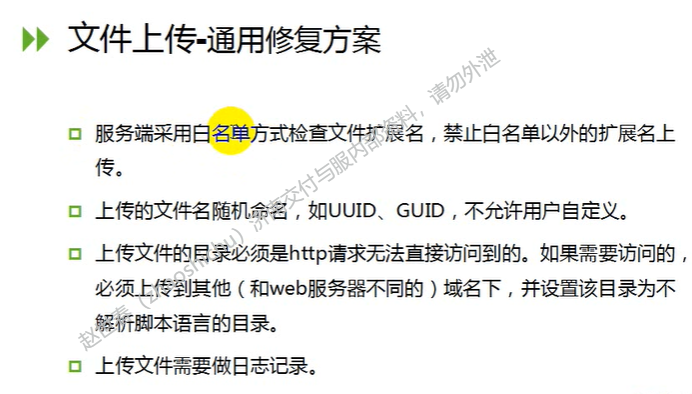 文件上传-通用修复方案
服务端采用白名单方式检查文件扩展名，禁止白名单以外的扩展名上
传。
上传的文件名随机命名，如UUID、GUID，不允许用户自定义。
上传文件的目录必须是http请求无法直接访问到的。如果需要访问的，
必须上传到其他（和web服务器不同的）域名下，并设置该目录为不
解析脚本语言的目录。
上传文件需要做日志记录。
交付与服内部资料，请勿外泄